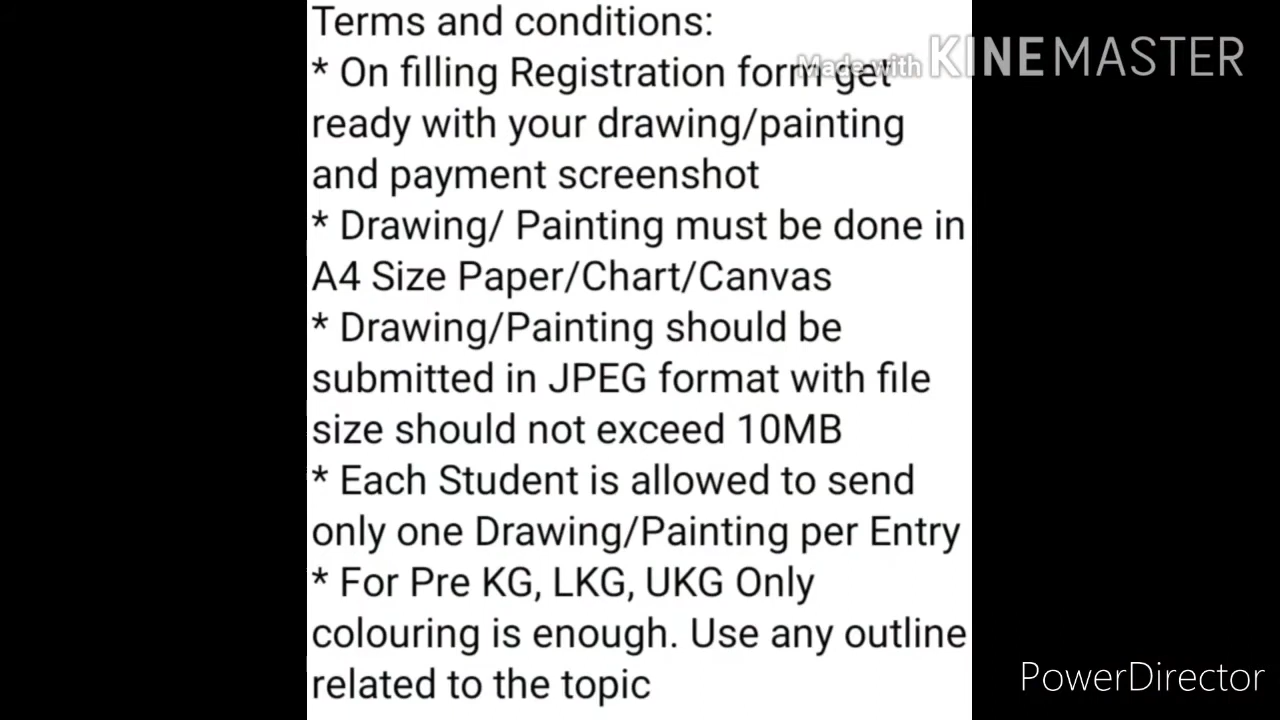 Terms and conditions:
* On filling Registration form get
ready with your drawing/painting
and payment screenshot
* Drawing/ Painting must be done in
A4 Size Paper/Chart/Canvas
* Drawing/Painting should be
submitted in JPEG format with file
size should not exceed 10MB
* Each Student is allowed to send
only one Drawing/Painting per Entry
* For Pre KG, LKG, UKG Only
colouring is enough. Use any outline
related to the topic
Made with KINEMASTER
PowerDirector